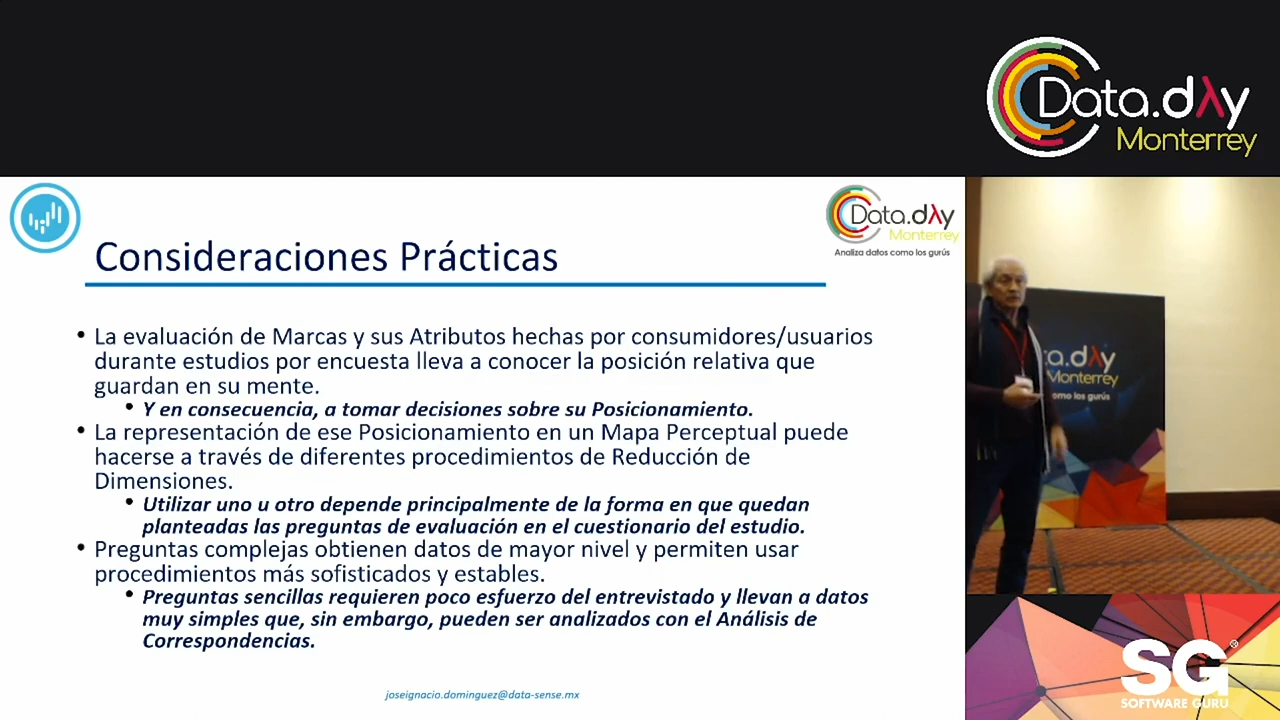 Data.dλy
Monterrey
Data.dλy
Monterrey
Analiza datos como los gurús
Consideraciones Prácticas
• La evaluación de Marcas y sus Atributos hechas por consumidores/usuarios
durante estudios por encuesta lleva a conocer la posición relativa que
guardan en su mente.
• Y en consecuencia, a tomar decisiones sobre su Posicionamiento.
• La representación de ese Posicionamiento en un Mapa Perceptual puede
hacerse a través de diferentes procedimientos de Reducción de
Dimensiones.
• Utilizar uno u otro depende principalmente de la forma en que quedan
planteadas las preguntas de evaluación en el cuestionario del estudio.
• Preguntas complejas obtienen datos de mayor nivel y permiten usar
procedimientos más sofisticados y estables.
• Preguntas sencillas requieren poco esfuerzo del entrevistado y llevan a datos
muy simples que, sin embargo, pueden ser analizados con el Análisis de
Correspondencias.
joseignacio.dominguez@data-sense.mx
ta.dλy
Monterrey
omo los gurús
SG
SOFTWARE GURU